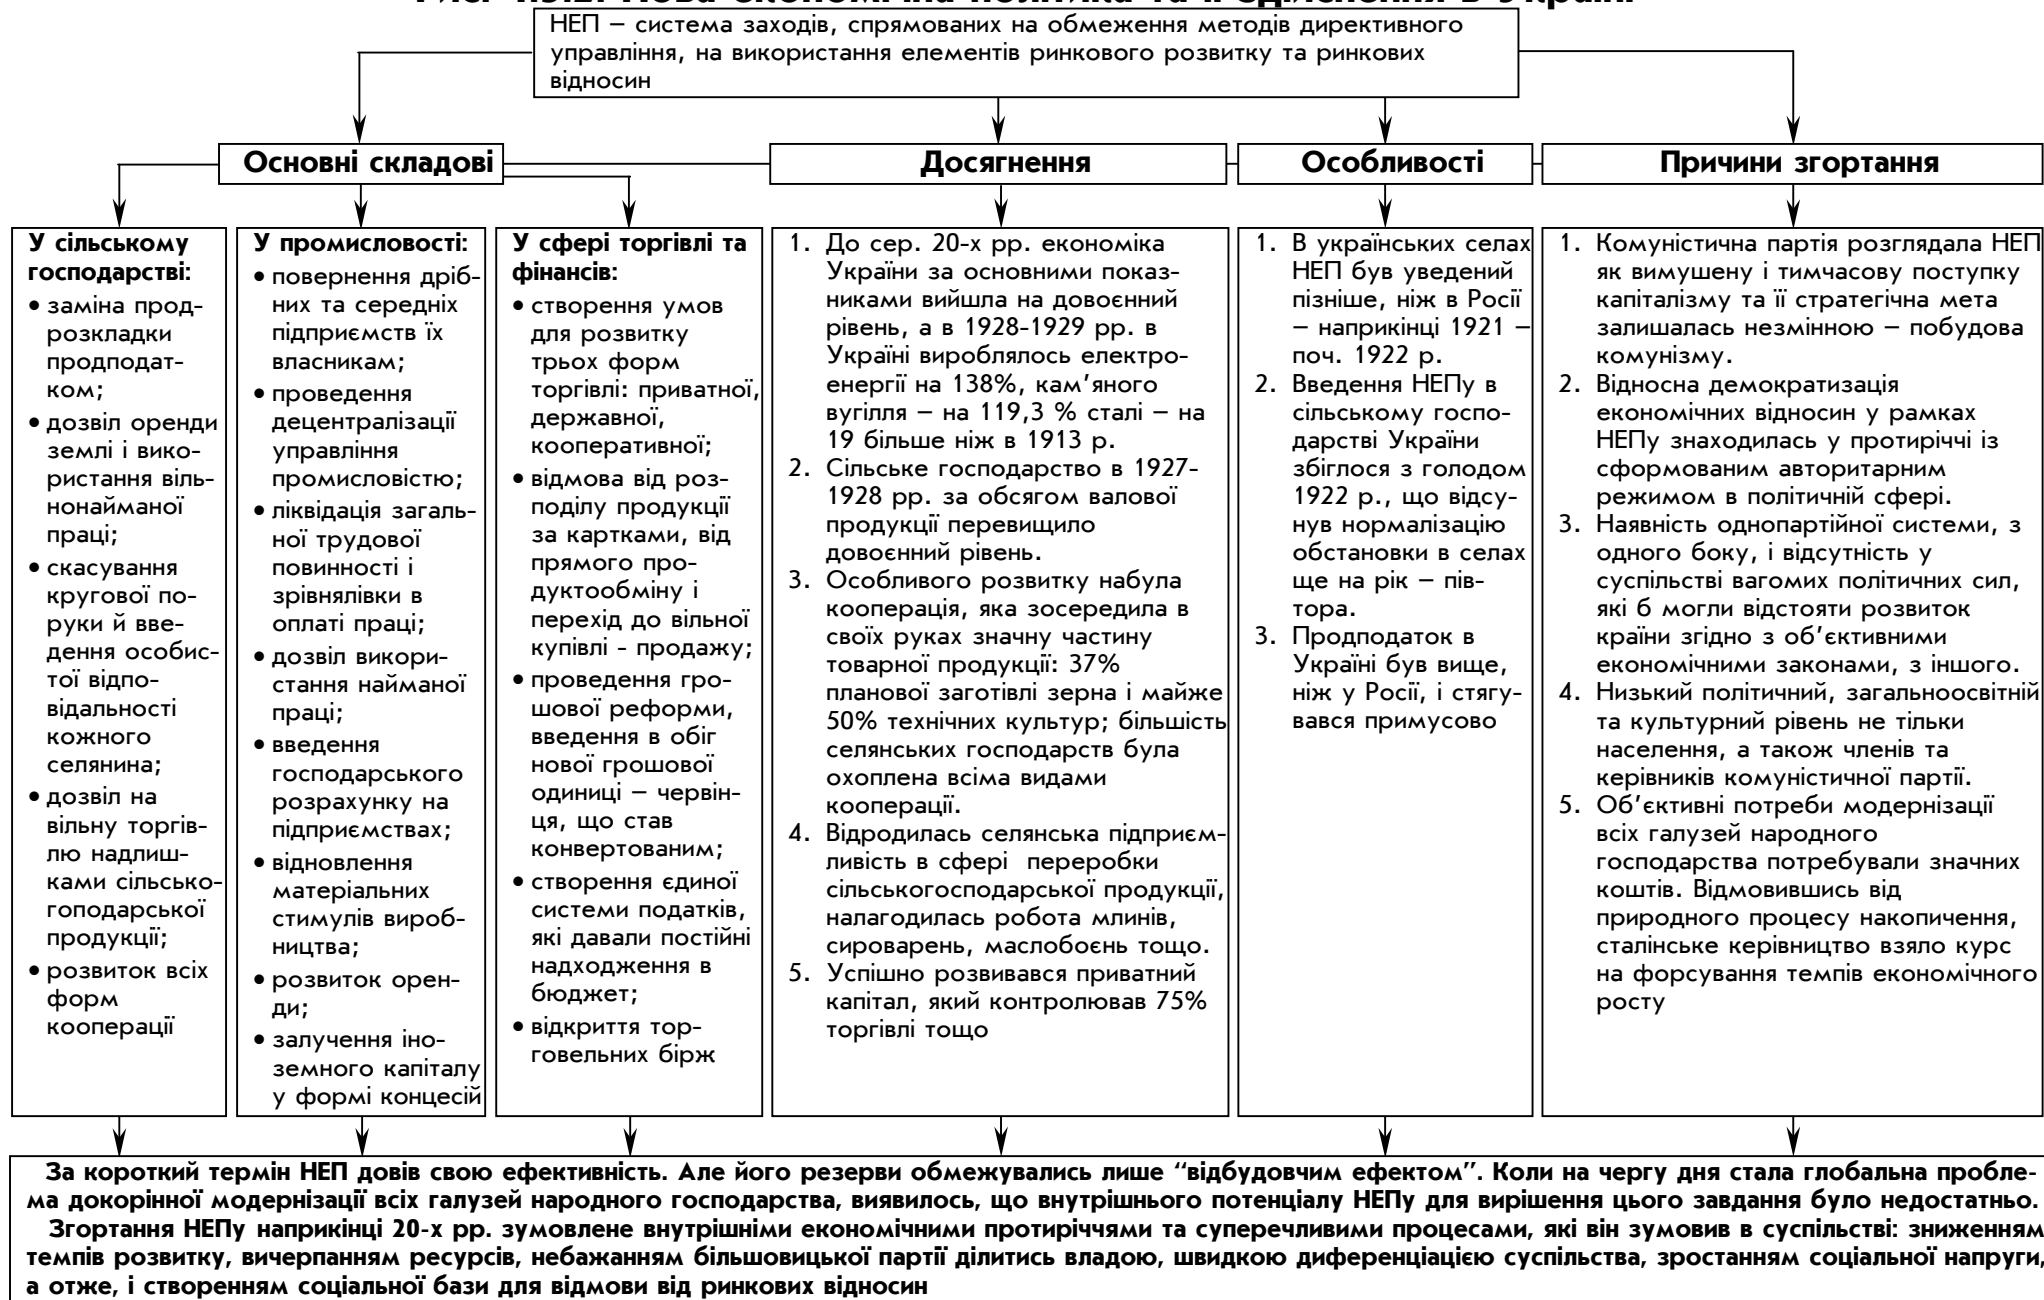 Нова економічна політика та її здійснення в Україні
НЕП – система заходів, спрямованих на обмеження методів директивного
управління, на використання елементів ринкового розвитку та ринкових
відносин
Основні складові
Досягнення
Особливості
Причини згортання
У сільському
господарстві:
• заміна прод-
розкладки
продподат-
ком;
• дозвіл оренди
землі і вико-
ристання віль-
нонайманої
праці;
• скасування
кругової по-
руки й вве-
дення особис-
тої відпо-
відальності
кожного
селянина;
• дозвіл на
вільну торгів-
лю надлиш-
ками сільсько-
гоподарської
продукції;
• розвиток всіх
форм
кооперації
У промисловості:
• повернення дріб-
них та середніх
підприємств їх
власникам;
• проведення
децентралізації
управління
промисловістю;
• ліквідація загаль-
ної трудової
повинності і
зрівнялівки в
оплаті праці;
• дозвіл викори-
стання найманої
праці;
• введення
господарського
розрахунку на
підприємствах;
• відновлення
матеріальних
стимулів вироб-
ництва;
• розвиток орен-
ди;
• залучення іно-
земного капіталу
у формі концесій
У сфері торгівлі та
фінансів:
• створення умов
для розвитку
трьох форм
торгівлі: приватної,
державної,
кооперативної;
• відмова від роз-
поділу продукції
за картками, від
прямого про-
дуктообміну і
перехід до вільної
купівлі - продажу;
• проведення гро-
шової реформи,
введення в обіг
нової грошової
одиниці – червін-
ця, що став
конвертованим;
• створення єдиної
системи податків,
які давали постійні
надходження в
бюджет;
• відкриття тор-
говельних бірж
1. До сер. 20-х рр. економіка
України за основними показ-
никами вийшла на довоєнний
рівень, а в 1928-1929 рр. в
Україні вироблялось електро-
енергії на 138%, кам’яного
вугілля – на 119,3 % сталі – на
19 більше ніж в 1913 р.
2. Сільське господарство в 1927-
1928 рр. за обсягом валової
продукції перевищило
довоєнний рівень.
3. Особливого розвитку набула
кооперація, яка зосередила в
своїх руках значну частину
товарної продукції: 37%
планової заготівлі зерна і майже
50% технічних культур; більшість
селянських господарств була
охоплена всіма видами
кооперації.
4. Відродилась селянська підприєм-
ливість в сфері переробки
сільськогосподарської продукції,
налагодилась робота млинів,
сироварень, маслобоєнь тощо.
5. Успішно розвивався приватний
капітал, який контролював 75%
торгівлі тощо
1. В українських селах
НЕП був уведений
пізніше, ніж в Росії
– наприкінці 1921 –
поч. 1922 р.
2. Введення НЕПу в
сільському госпо-
дарстві України
збіглося з голодом
1922 р., що відсу-
нув нормалізацію
обстановки в селах
ще на рік – пів-
тора.
3. Продподаток в
Україні був вище,
ніж у Росії, і стягу-
вався примусово
1. Комуністична партія розглядала НЕП
як вимушену і тимчасову поступку
капіталізму та її стратегічна мета
залишалась незмінною – побудова
комунізму.
2. Відносна демократизація
економічних відносин у рамках
НЕПу знаходилась у протиріччі із
сформованим авторитарним
режимом в політичній сфері.
3. Наявність однопартійної системи, з
одного боку, і відсутність у
суспільстві вагомих політичних сил,
які б могли відстояти розвиток
країни згідно з об’єктивними
економічними законами, з іншого.
4. Низький політичний, загальноосвітній
та культурний рівень не тільки
населення, а також членів та
керівників комуністичної партії.
5. Об’єктивні потреби модернізації
всіх галузей народного
господарства потребували значних
коштів. Відмовившись від
природного процесу накопичення,
сталінське керівництво взяло курс
на форсування темпів економічного
росту
За короткий термін НЕП довів свою ефективність. Але його резерви обмежувались лише “відбудовчим ефектом”. Коли на чергу дня стала глобальна пробле-
ма докорінної модернізації всіх галузей народного господарства, виявилось, що внутрішнього потенціалу НЕПу для вирішення цього завдання було недостатньо.
Згортання НЕПу наприкінці 20-х рр. зумовлене внутрішніми економічними протиріччями та суперечливими процесами, які він зумовив в суспільстві: зниженням
темпів розвитку, вичерпанням ресурсів, небажанням більшовицької партії ділитись владою, швидкою диференціацією суспільства, зростанням соціальної напруги,
а отже, і створенням соціальної бази для відмови від ринкових відносин